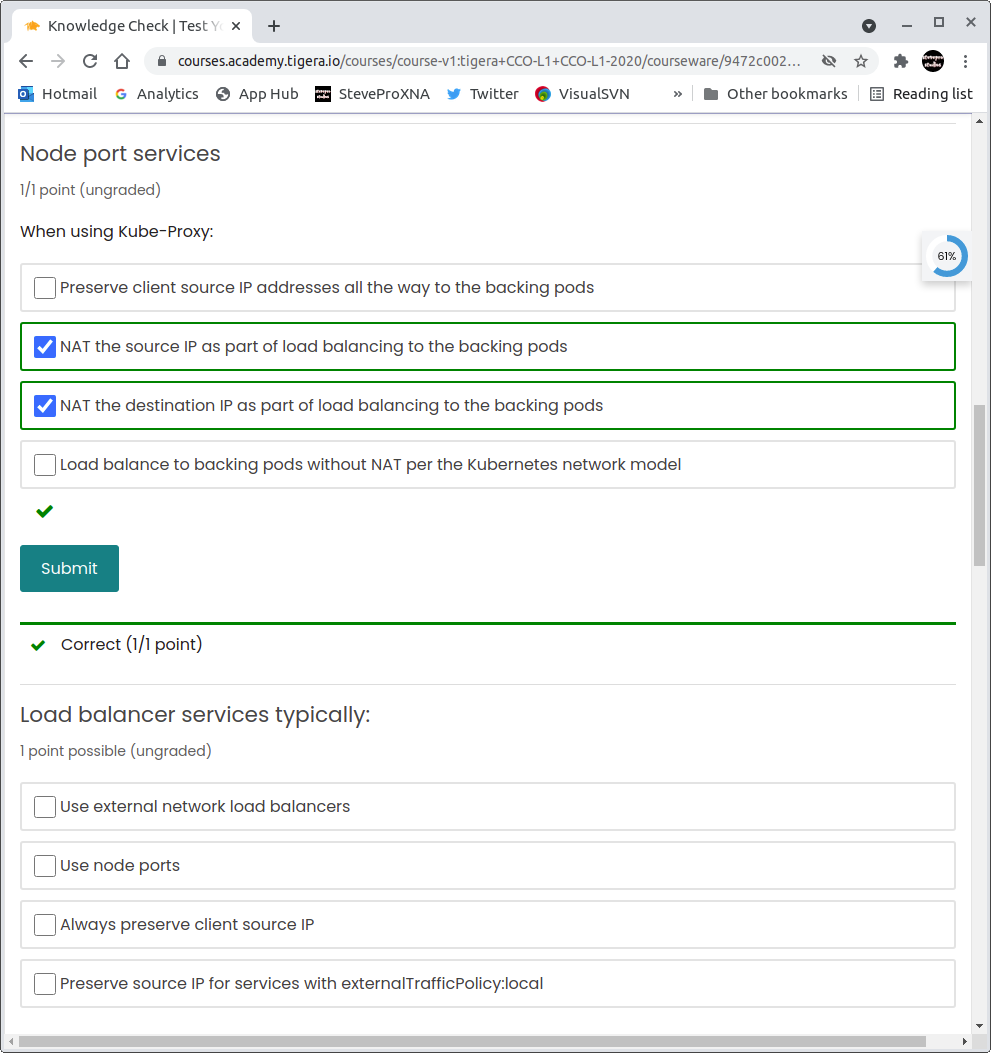 Knowledge Check | Test Y
courses.academy.tigera.io/courses/course-v1:tigera+CCO-L1+CCO-L1-2020/courseware/9472c002...
Hotmail Analytics App Hub SteveProXNA Twitter VisualSVN » Other bookmarks Reading list
Node port services
1/1 point (ungraded)
When using Kube-Proxy:
61%
Preserve client source IP addresses all the way to the backing pods
NAT the source IP as part of load balancing to the backing pods
NAT the destination IP as part of load balancing to the backing pods
Load balance to backing pods without NAT per the Kubernetes network model
Submit
Correct (1/1 point)
Load balancer services typically:
1 point possible (ungraded)
Use external network load balancers
Use node ports
Always preserve client source IP
Preserve source IP for services with externalTrafficPolicy:local